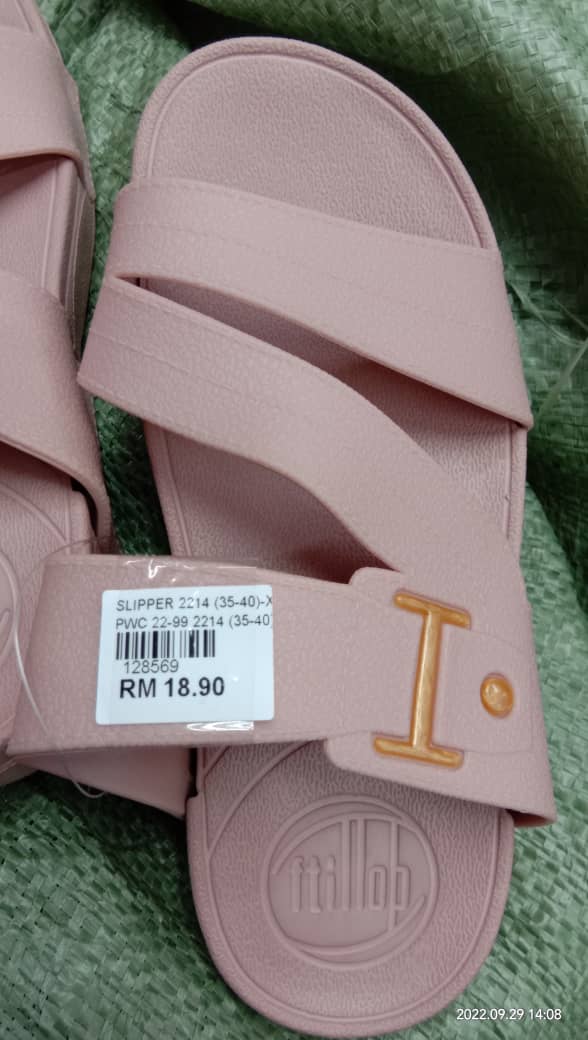 SLIPPER 2214 (35-40)-X
PWC 22-99 2214 (35-40)
128569
RM 18.90
ftillop
2022.09.29 14:08